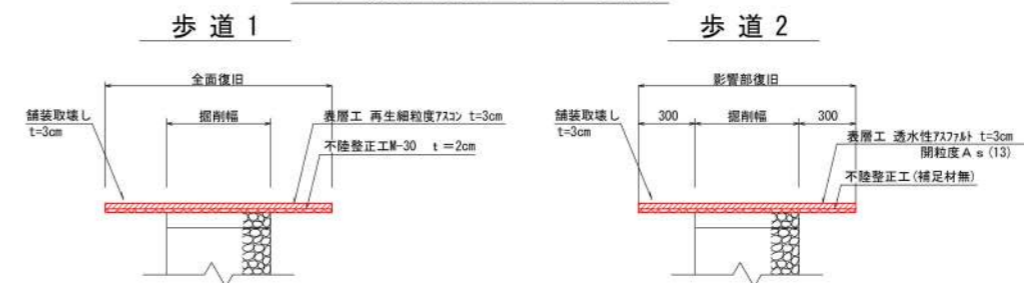 歩道1
全面復旧
舗装取壊し
t=3cm
掘削幅
表層工 再生細粒度アスコン t=3cm
不陸整正工M-30 t=2cm
歩道2
影響部復旧
舗装取壊し
t=3cm
300
掘削幅
300
表層工 透水性アスファルト t=3cm
開粒度As(13)
不陸整正工(補足材無)